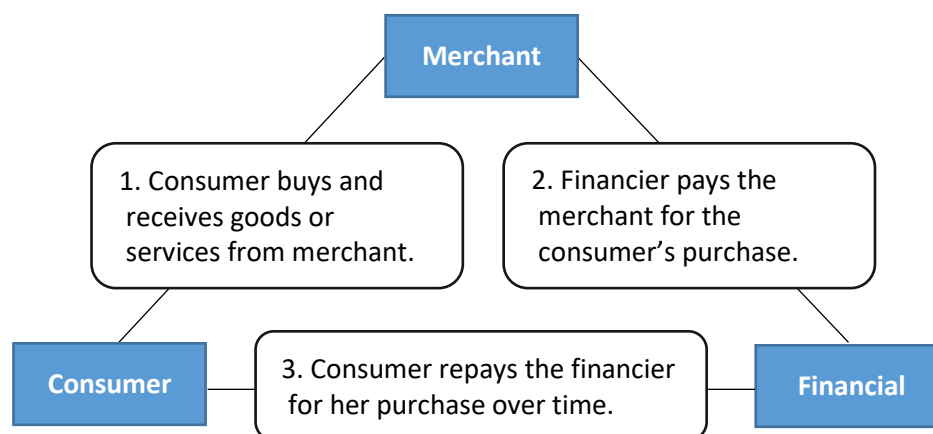 Merchant
1. Consumer buys and
receives goods or
services from merchant.
2. Financier pays the
merchant for the
consumer’s purchase.
Consumer
3. Consumer repays the financier
for her purchase over time.
Financial